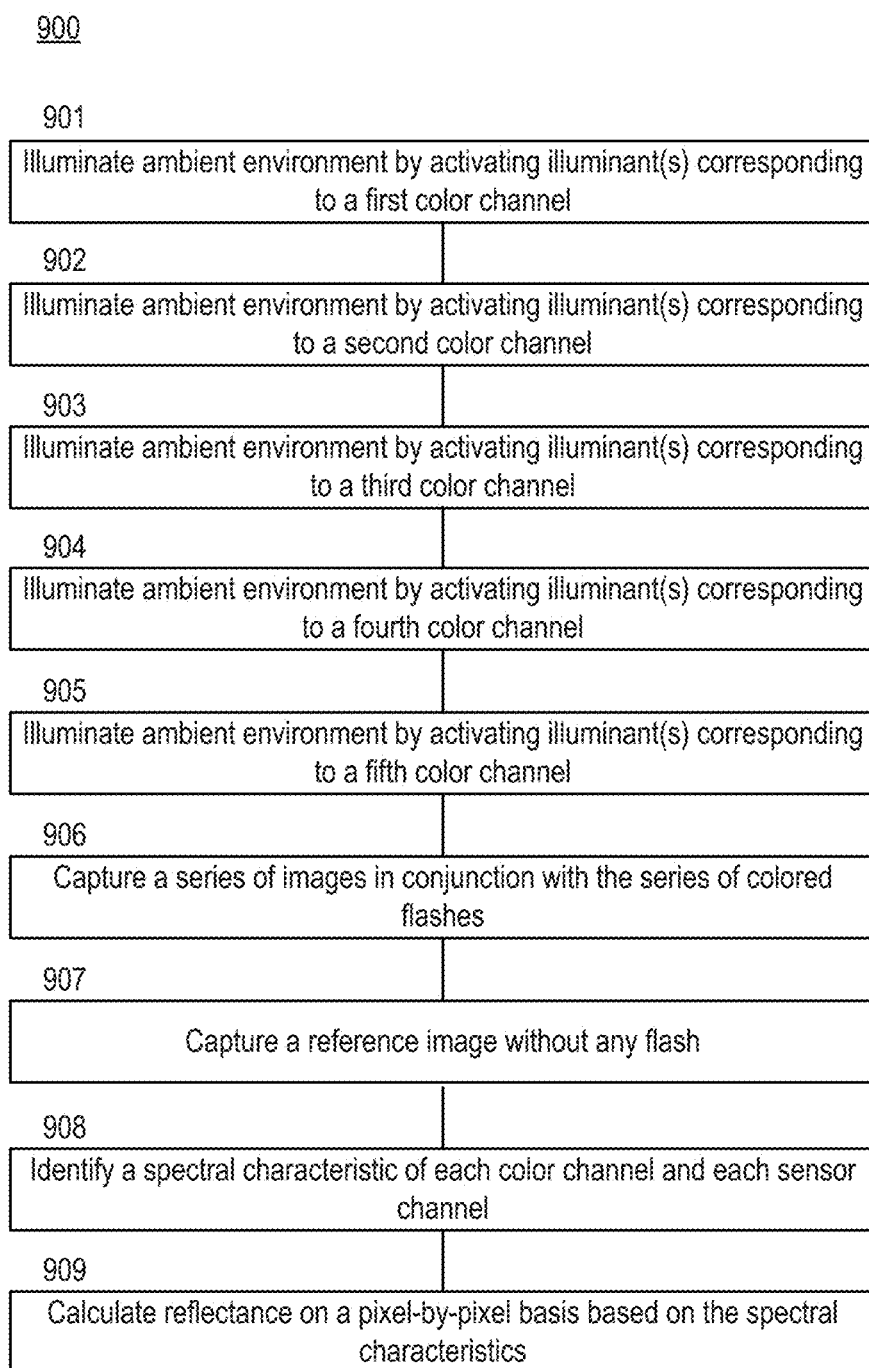 900
901
Illuminate ambient environment by activating illuminant(s) corresponding
to a first color channel
902
Illuminate ambient environment by activating illuminant(s) corresponding
to a second color channel
903
Illuminate ambient environment by activating illuminant(s) corresponding
to a third color channel
904
Illuminate ambient environment by activating illuminant(s) corresponding
to a fourth color channel
905
Illuminate ambient environment by activating illuminant(s) corresponding
to a fifth color channel
906
Capture a series of images in conjunction with the series of colored
flashes
907
Capture a reference image without any flash
908
Identify a spectral characteristic of each color channel and each sensor
channel
909
Calculate reflectance on a pixel-by-pixel basis based on the spectral
characteristics